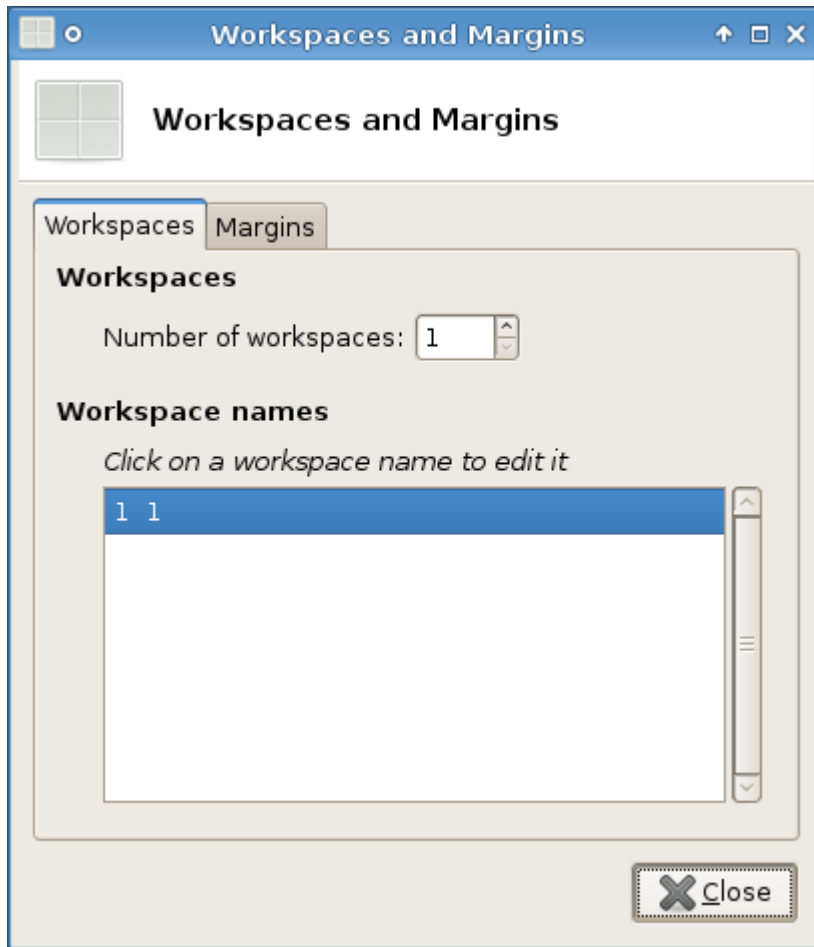 Workspaces and Margins
Workspaces and Margins
Workspaces Margins
Workspaces
Number of workspaces: 1
Workspace names
Click on a workspace name to edit it
1 1
Close